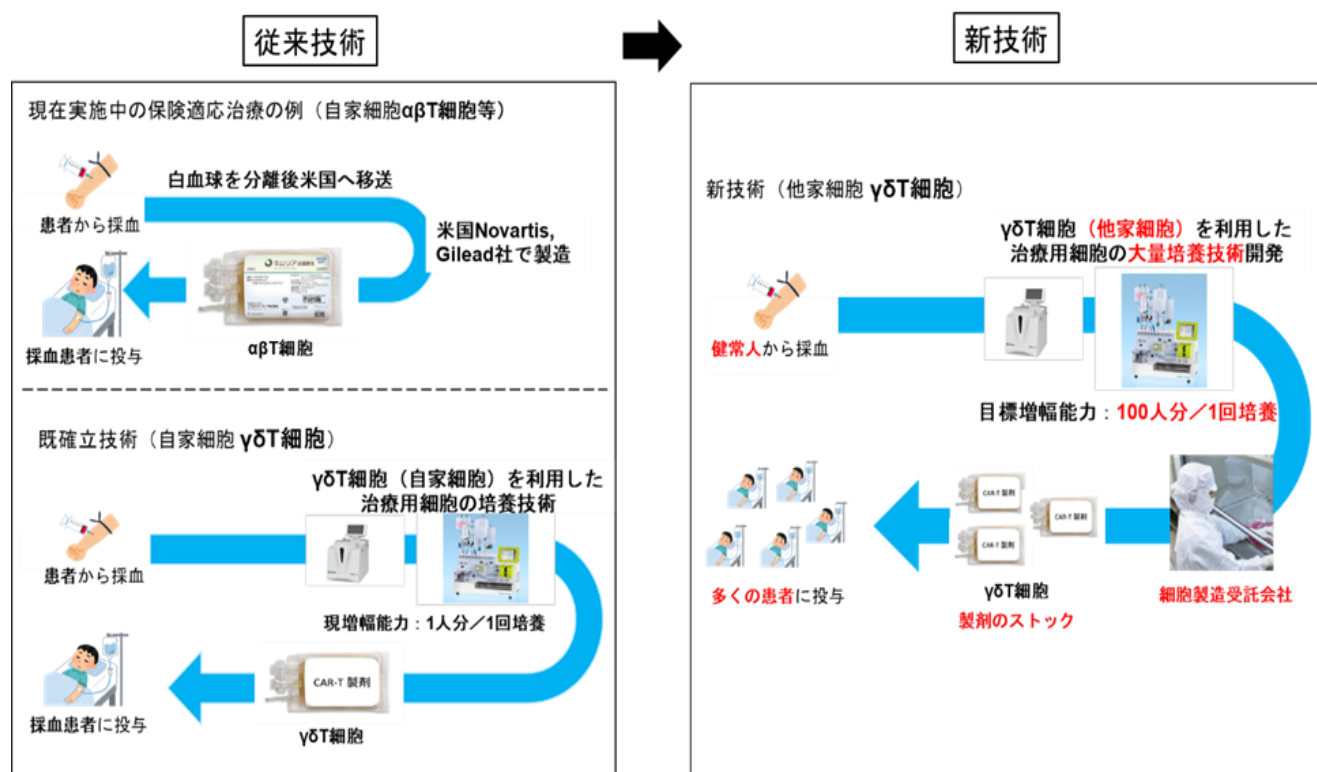 従来技術
新技術
現在実施中の保険適応治療の例（自家細胞αβT細胞等）
白血球を分離後米国へ移送
患者から採血
米国Novartis,
Gilead社で製造
αβT細胞
採血患者に投与
既確立技術（自家細胞 γδT細胞）
γδT細胞（自家細胞）を利用した
治療用細胞の培養技術
患者から採血
現増幅能力：1人分／1回培養
CAR-T 製剤
採血患者に投与
γδT細胞
新技術（他家細胞 γδT細胞）
γδT細胞（他家細胞）を利用した
治療用細胞の大量培養技術開発
健常人から採血
目標増幅能力：100人分／1回培養
CAR-T 製剤
CAR-T 製剤
CAR-T 製剤
多くの患者に投与
γδT細胞
製剤のストック
細胞製造受託会社